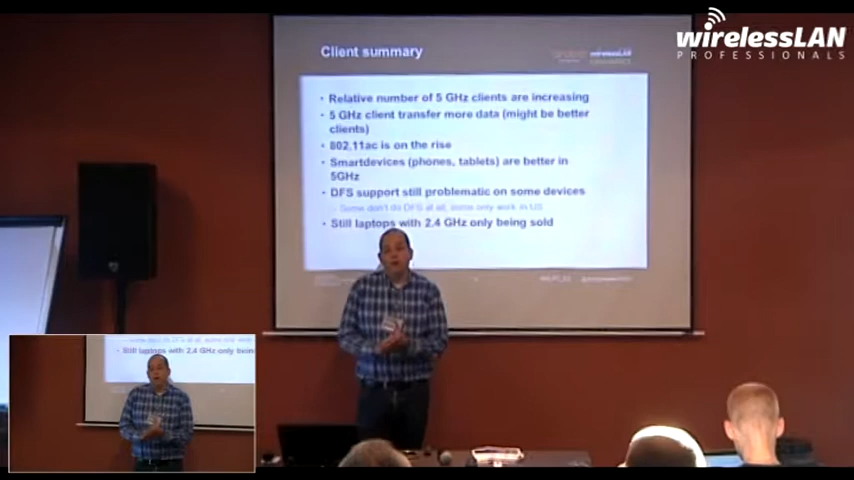 Client summary
wirelessLAN
PROFESSIONALS
• Relative number of 5 GHz clients are increasing
• 5 GHz client transfer more data (might be better
clients)
• 802.11ac is on the rise
• Smartdevices (phones, tablets) are better in
5GHz
• DFS support still problematic on some devices
- Some don't do DFS at all, some only work in US
• Still laptops with 2.4 GHz only being sold
• Still laptops with 2.4 GHz only being